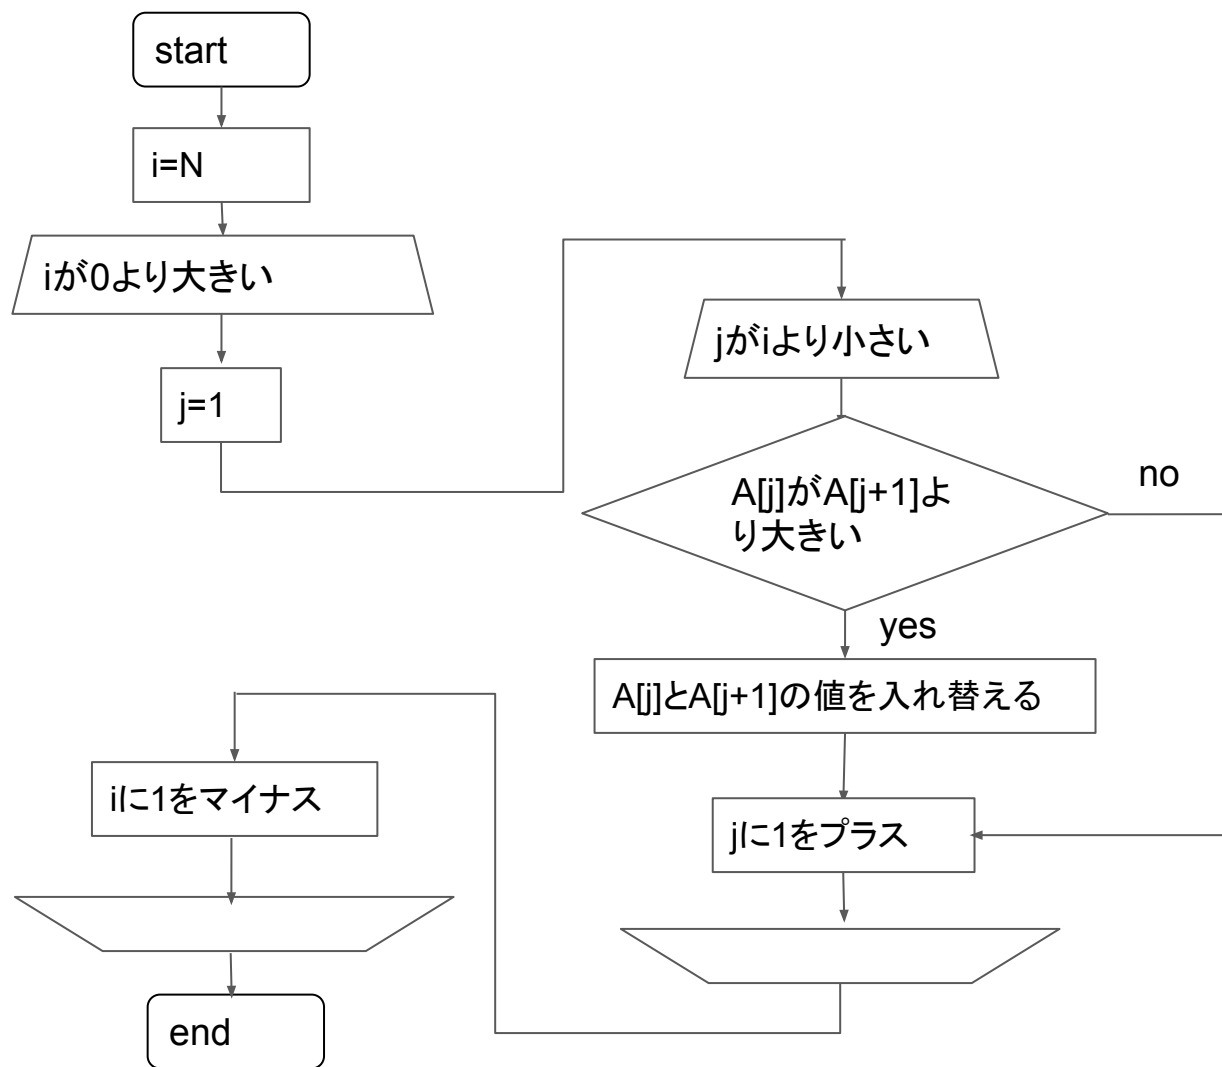 start
i=N
iが0より大きい
j=1
jがiより小さい
A[j]がA[j+1]よ
り大きい
no
yes
A[j]とA[j+1]の値を入れ替える
jに1をプラス
iに1をマイナス
end